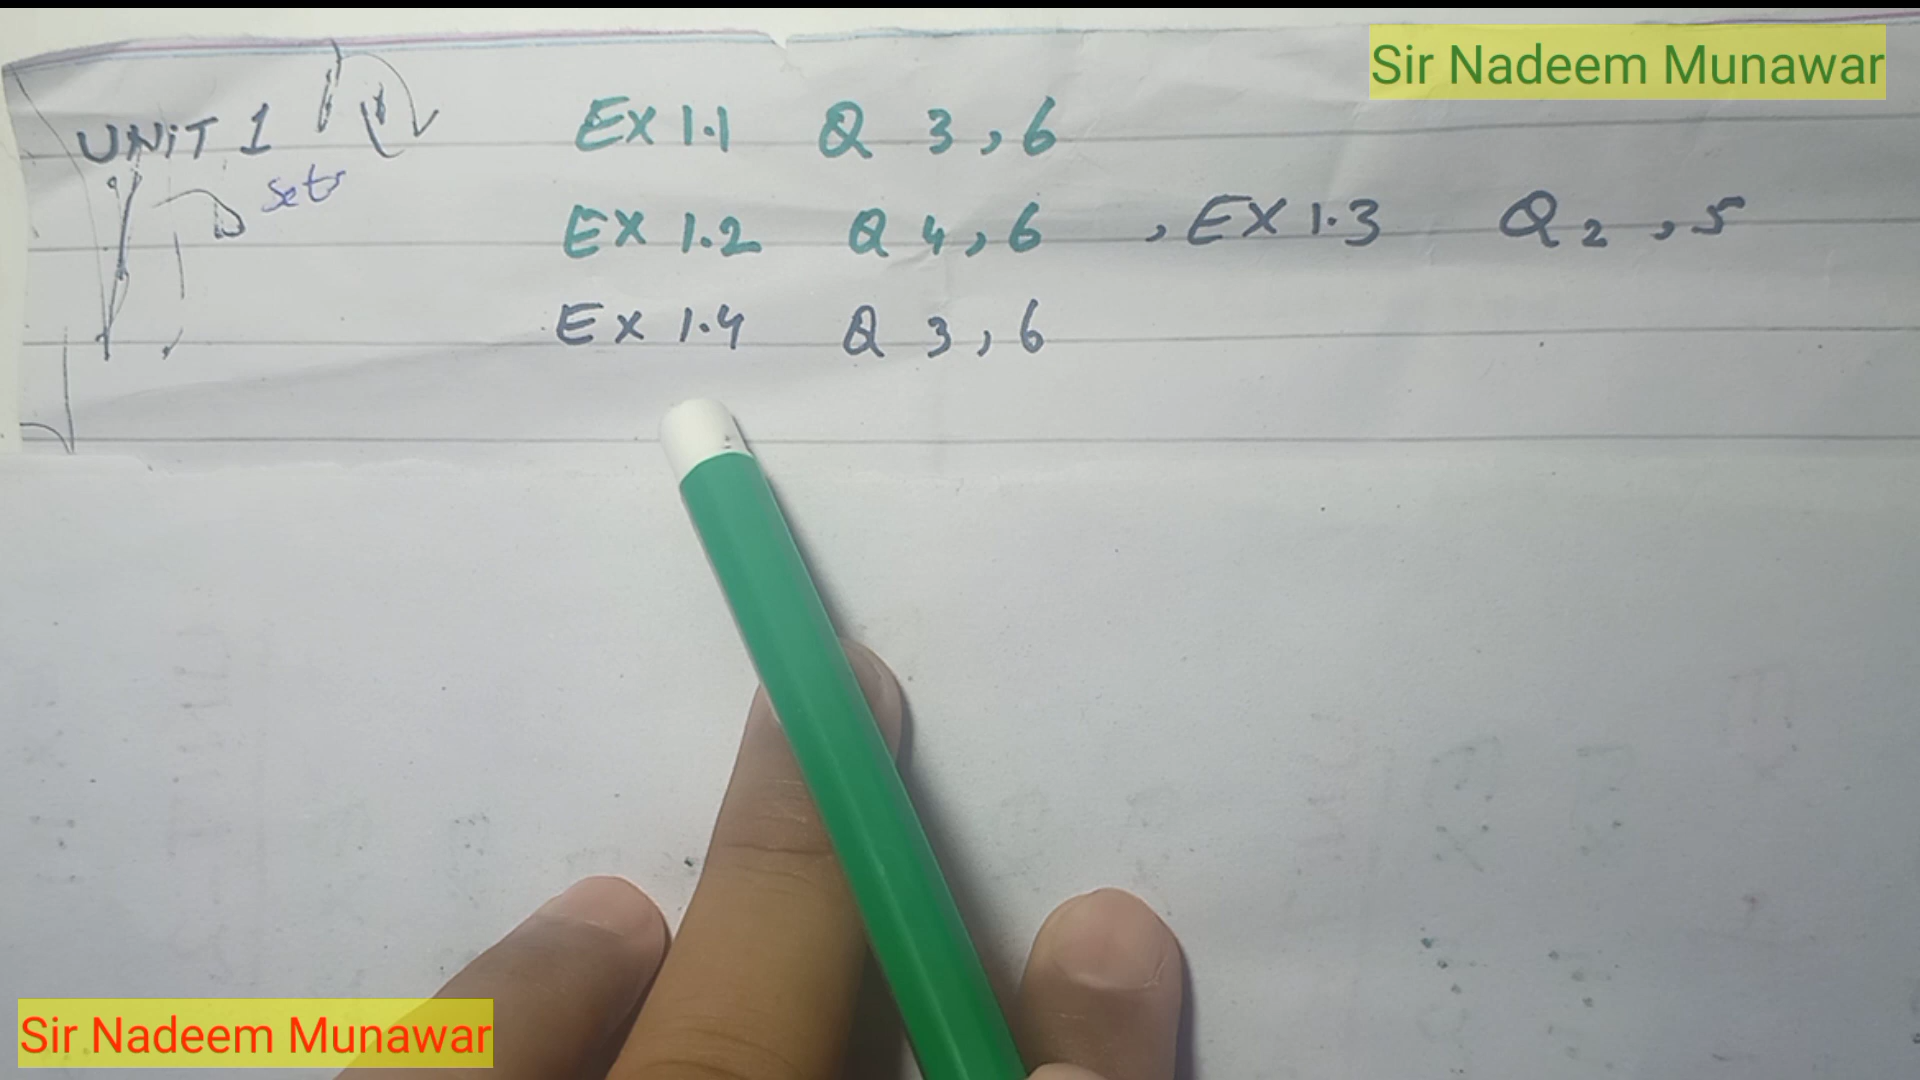 Sir Nadeem Munawar
UNiT 1
Sets
Ex 1.1 Q 3, 6
EX 1.2 Q 4, 6 , EX 1.3 Q 2, 5
Ex 1.4 Q 3, 6
Sir Nadeem Munawar